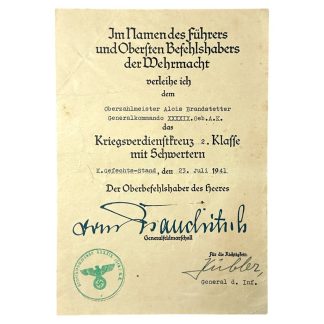 Im Namen des Führers
und Obersten Befehlshabers
der Wehrmacht
verleihe ich
dem
Oberzahlmeister Alois Brandstetter
Generalkommando XXXXIX.Geb.A.K.
das
Kriegsverdienstkreuz 2. Klasse
mit Schwertern
K.Gefechts-Stand, den 23. Juli 1941
Der Oberbefehlshaber des Heeres
von Brauchitsch
Generalfeldmarschall
Für die Richtigkeit:
Kübler,
General d. Inf.